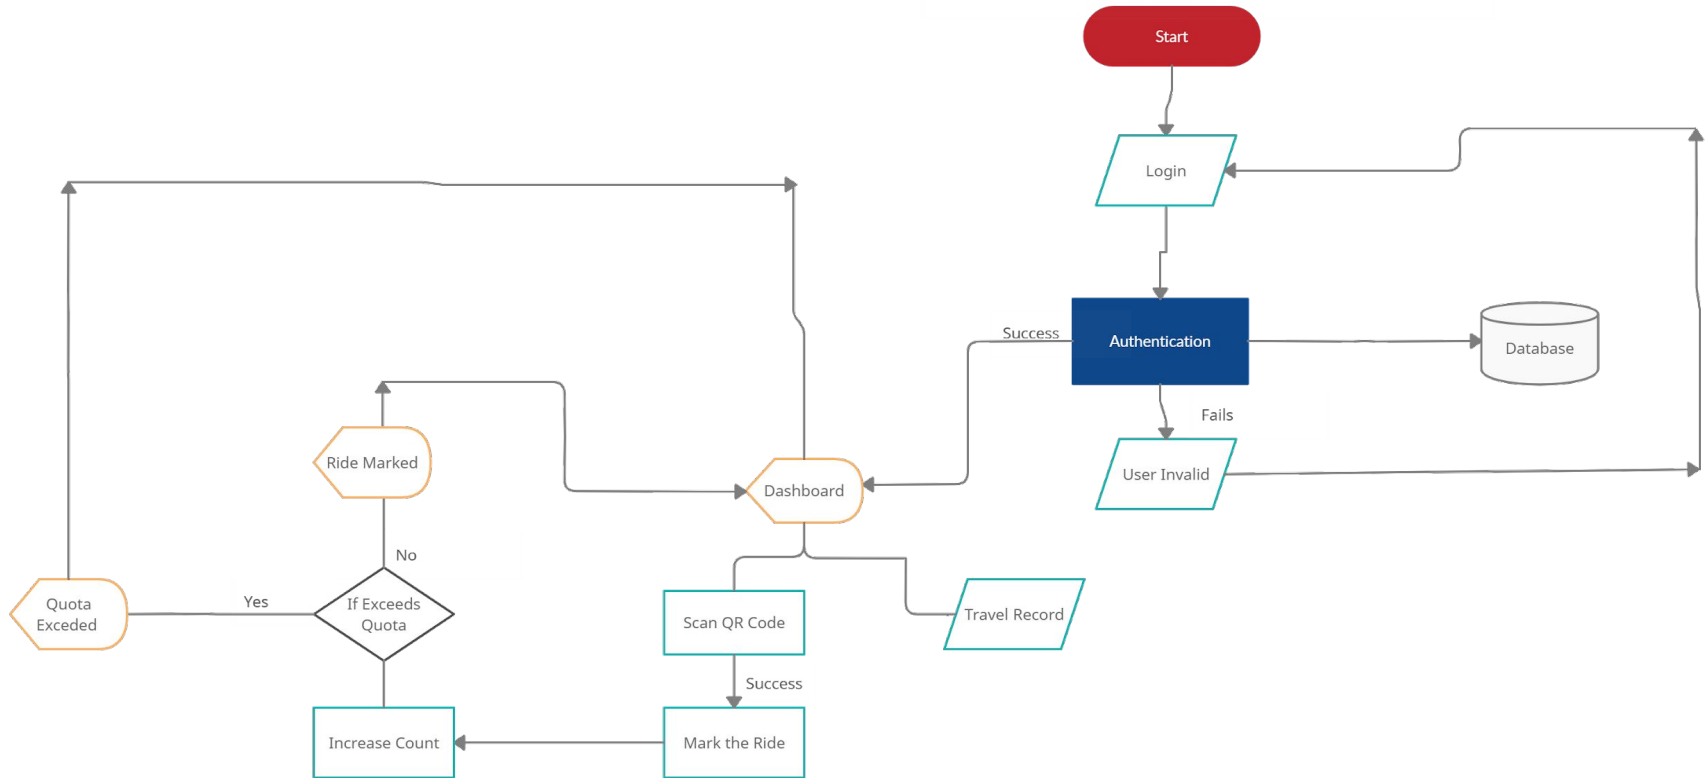 Start
Login
Success
Authentication
Database
Fails
Ride Marked
User Invalid
Dashboard
No
Quota
Exceded
Yes
If Exceeds
Quota
Scan QR Code
Travel Record
Success
Increase Count
Mark the Ride